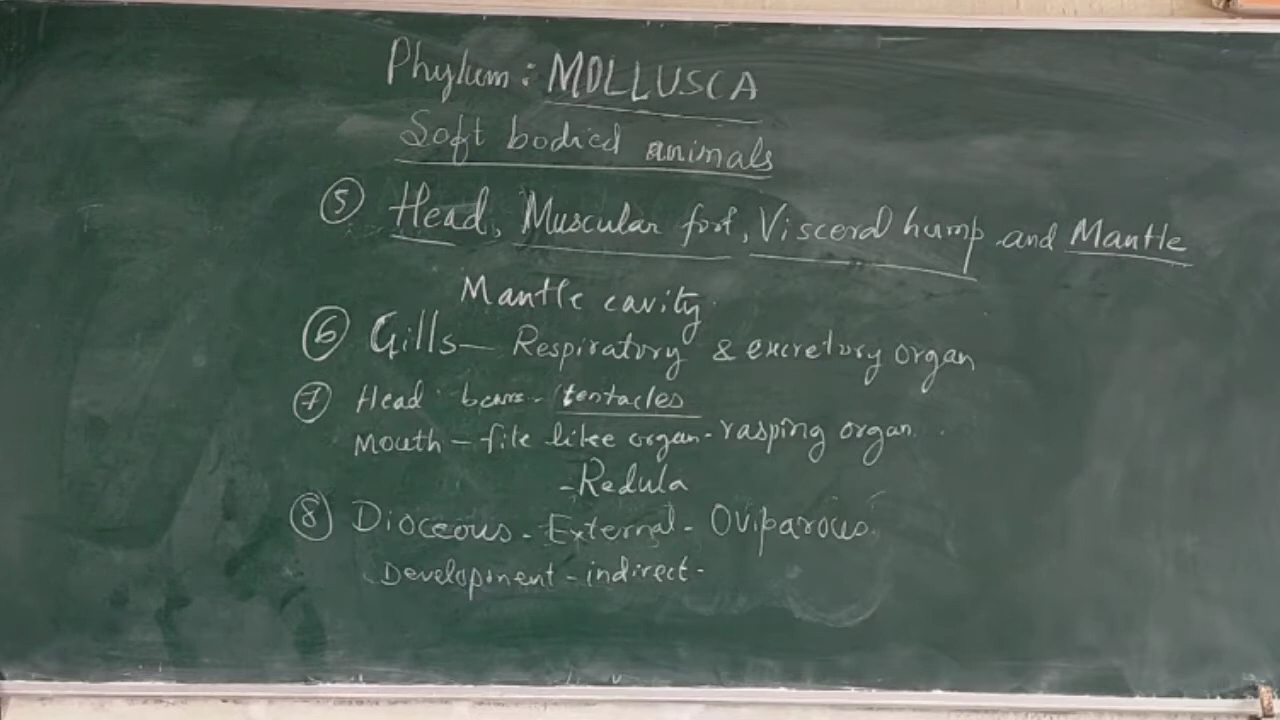 Phylum: MOLLUSCA
Soft bodied animals
⑤ Head, Muscular foot, Visceral hump and Mantle
Mantle cavity
⑥ Gills - Respiratory & excretory organ
⑦ Head bears - tentacles
Mouth - file like organ - rasping organ
- Redula
⑧ Dioceous - External - Oviparous.
Development - indirect -